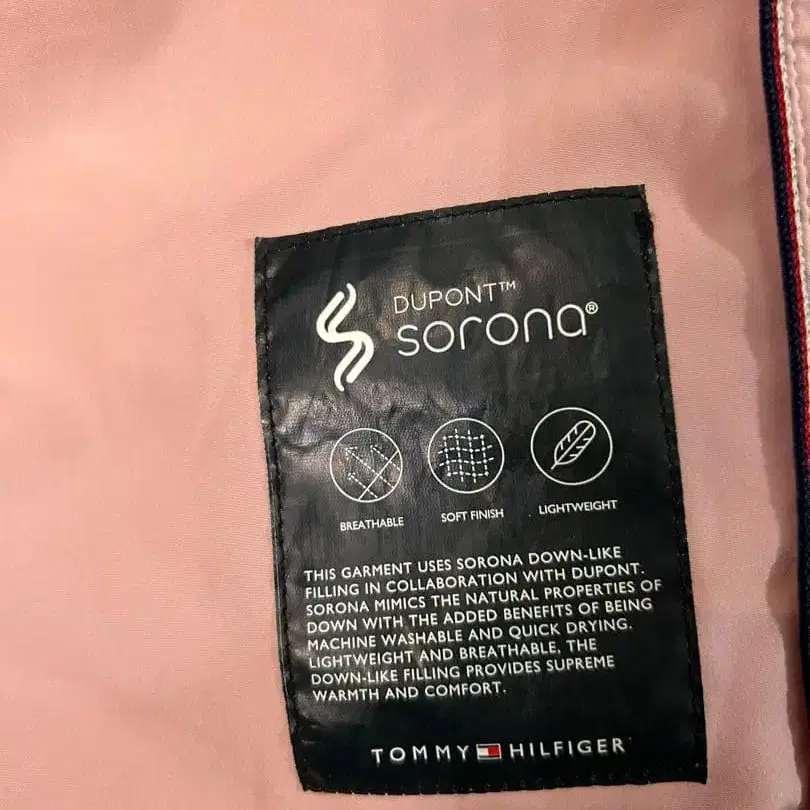 DUPONT™
sorona®
BREATHABLE
SOFT FINISH
LIGHTWEIGHT
THIS GARMENT USES SORONA DOWN-LIKE
FILLING IN COLLABORATION WITH DUPONT.
SORONA MIMICS THE NATURAL PROPERTIES OF
DOWN WITH THE ADDED BENEFITS OF BEING
MACHINE WASHABLE AND QUICK DRYING.
LIGHTWEIGHT AND BREATHABLE, THE
DOWN-LIKE FILLING PROVIDES SUPREME
WARMTH AND COMFORT.
TOMMY HILFIGER